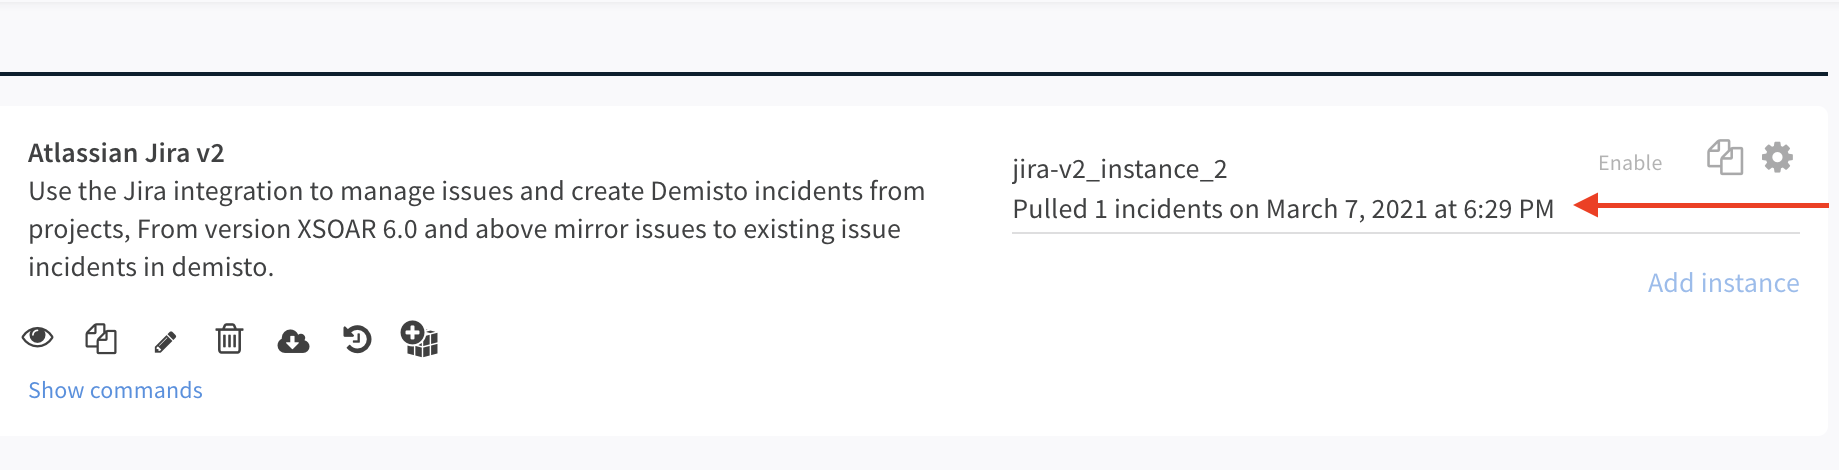 Atlassian Jira v2
Use the Jira integration to manage issues and create Demisto incidents from
projects, From version XSOAR 6.0 and above mirror issues to existing issue
incidents in demisto.
Show commands
jira-v2_instance_2
Enable
Pulled 1 incidents on March 7, 2021 at 6:29 PM
Add instance